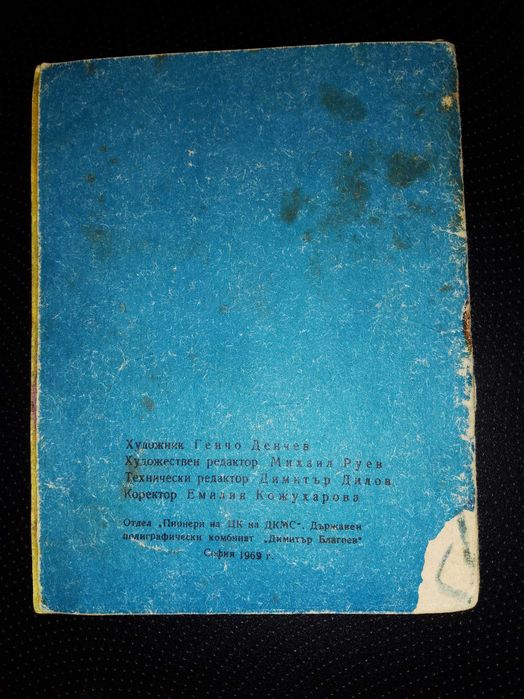 Художник Генчо Денчев
Художествен редактор Михаил Руев
Технически редактор Димитър Дилов
Коректор Емилия Кожухарова
Отдел „Пионери на ЦК на ДКМС“. Държавен
полиграфически комбинат „Димитър Благоев“
София 1969 г.